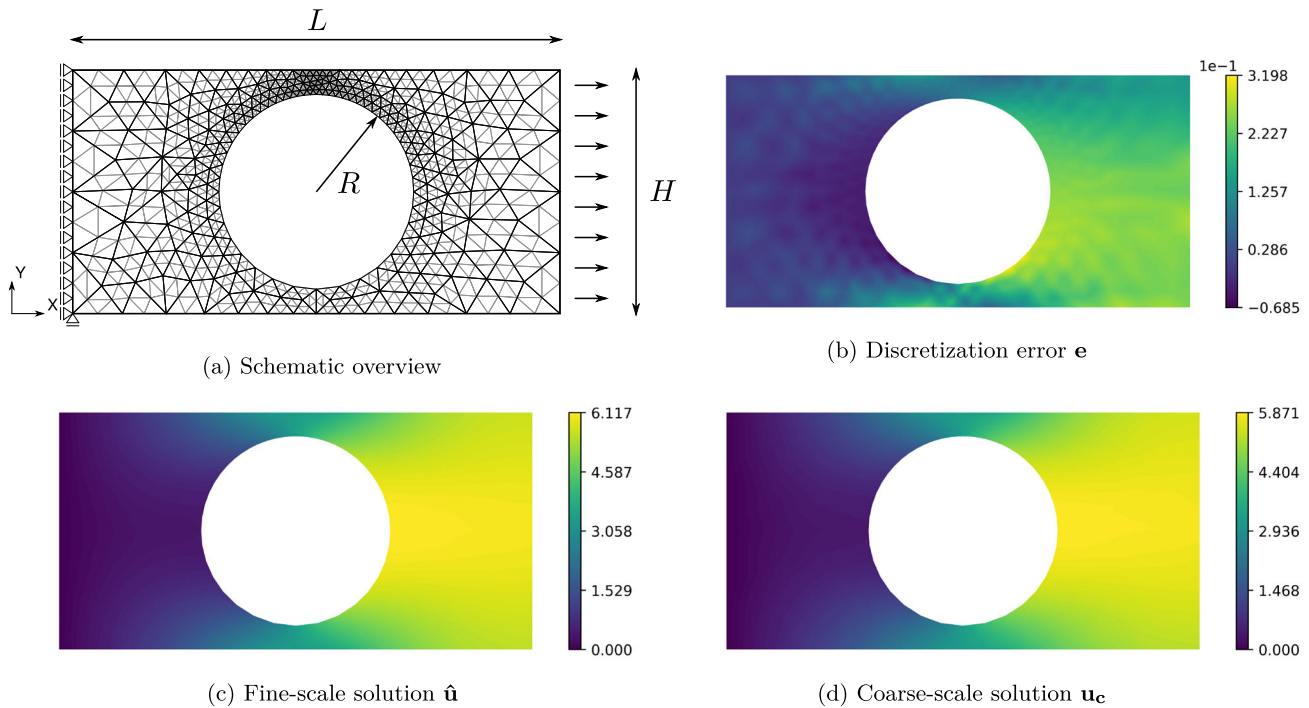 L
R
H
Y
X
(a) Schematic overview
1e−1
3.198
2.227
1.257
0.286
−0.685
(b) Discretization error e
6.117
4.587
3.058
1.529
0.000
(c) Fine-scale solution û
5.871
4.404
2.936
1.468
0.000
(d) Coarse-scale solution u_c